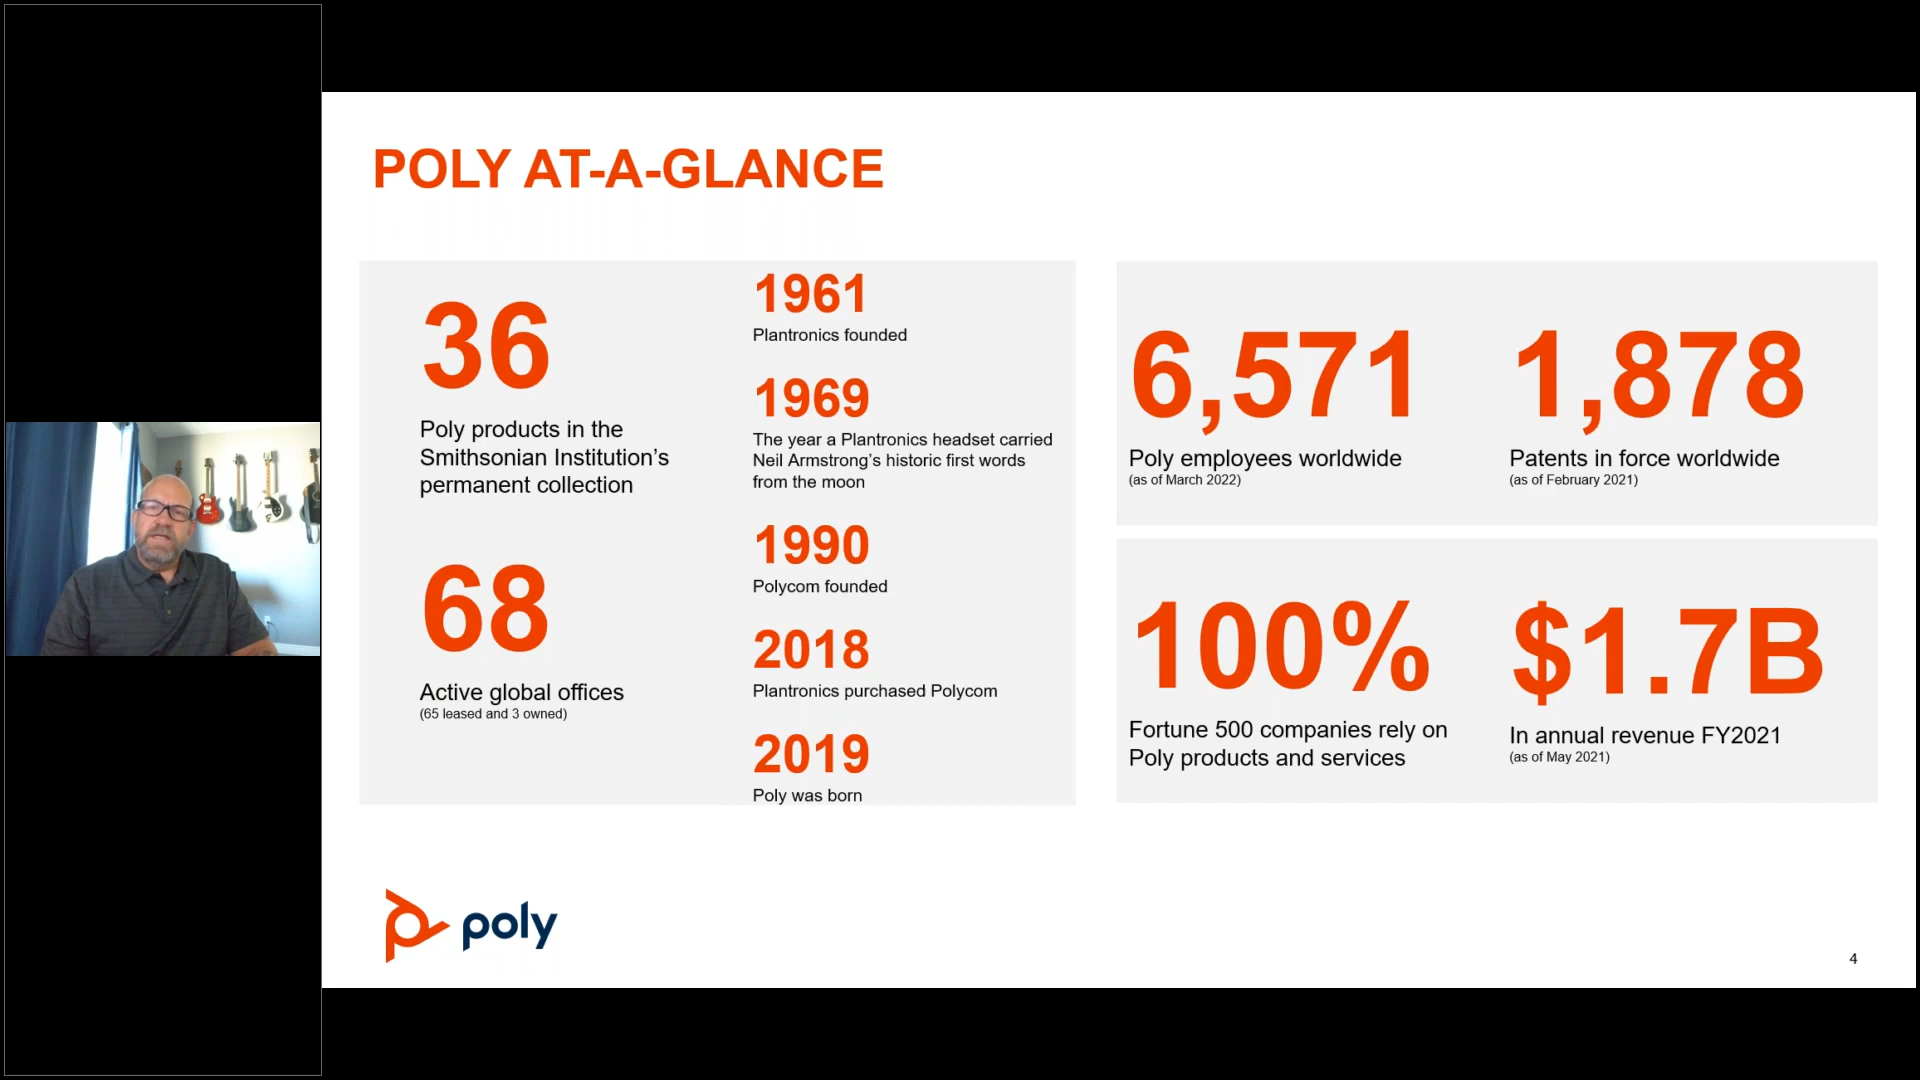 POLY AT-A-GLANCE
36
Poly products in the
Smithsonian Institution’s
permanent collection
68
Active global offices
(65 leased and 3 owned)
1961
Plantronics founded
1969
The year a Plantronics headset carried
Neil Armstrong’s historic first words
from the moon
1990
Polycom founded
2018
Plantronics purchased Polycom
2019
Poly was born
6,571
Poly employees worldwide
(as of March 2022)
1,878
Patents in force worldwide
(as of February 2021)
100%
Fortune 500 companies rely on
Poly products and services
$1.7B
In annual revenue FY2021
(as of May 2021)
poly
4